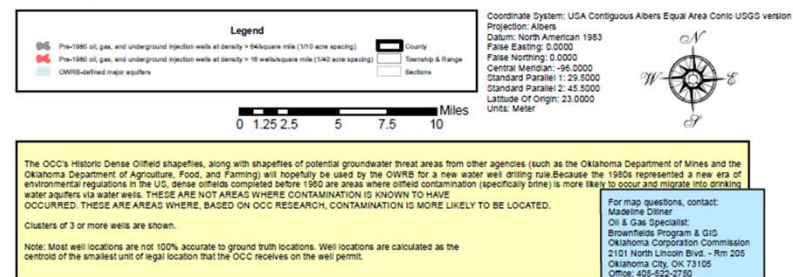 Legend
Pre-1980 oil, gas, and underground injection wells at density > 64/square mile (1/10 acre spacing)
Pre-1980 oil, gas, and underground injection wells at density > 16 wells/square mile (1/40 acre spacing)
OWRB-defined major aquifers
County
Township & Range
Sections
Coordinate System: USA Contiguous Albers Equal Area Conic USGS version
Projection: Albers
Datum: North American 1983
False Easting: 0.0000
False Northing: 0.0000
Central Meridian: -96.0000
Standard Parallel 1: 29.5000
Standard Parallel 2: 45.5000
Latitude Of Origin: 23.0000
Units: Meter
N
W E
S
Miles
0 1.25 2.5 5 7.5 10
The OCC's Historic Dense Oilfield shapefiles, along with shapefiles of potential groundwater threat areas from other agencies (such as the Oklahoma Department of Mines and the
Oklahoma Department of Agriculture, Food, and Farming) will hopefully be used by the OWRB for a new water well drilling rule.Because the 1980s represented a new era of
environmental regulations in the US, dense oilfields completed before 1980 are areas where oilfield contamination (specifically brine) is more likely to occur and migrate into drinking
water aquifers via water wells. THESE ARE NOT AREAS WHERE CONTAMINATION IS KNOWN TO HAVE
OCCURRED. THESE ARE AREAS WHERE, BASED ON OCC RESEARCH, CONTAMINATION IS MORE LIKELY TO BE LOCATED.
Clusters of 3 or more wells are shown.
Note: Most well locations are not 100% accurate to ground truth locations. Well locations are calculated as the
centroid of the smallest unit of legal location that the OCC receives on the well permit.
For map questions, contact:
Madeline Dillner
Oil & Gas Specialist:
Brownfields Program & GIS
Oklahoma Corporation Commission
2101 North Lincoln Blvd. - Rm 205
Oklahoma City, OK 73105
Office: 405-522-2750